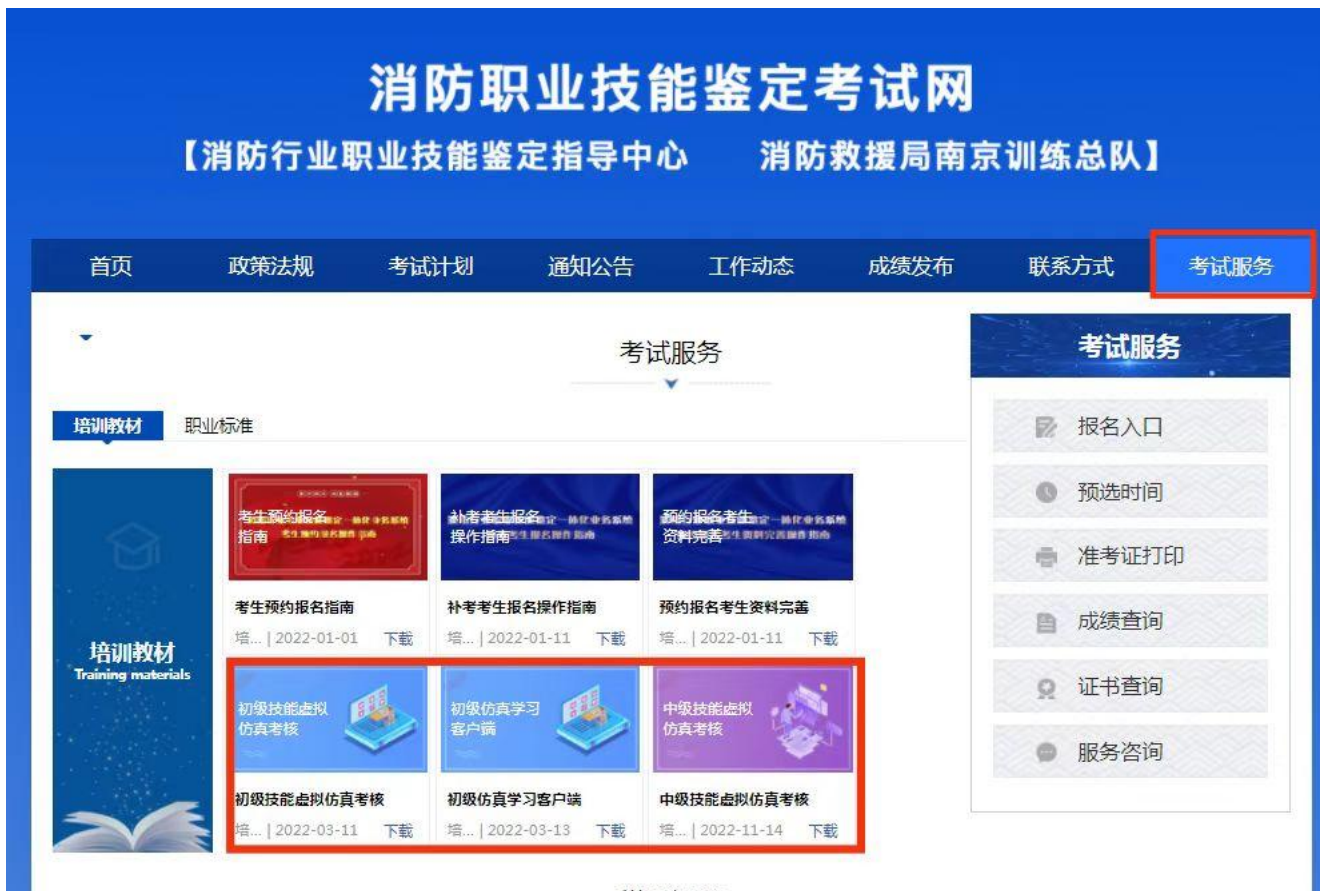 消防职业技能鉴定考试网
【消防行业职业技能鉴定指导中心 消防救援局南京训练总队】
首页 政策法规 考试计划 通知公告 工作动态 成绩发布 联系方式 考试服务
考试服务
培训教材 职业标准
培训教材
Training materials
考生预约报名
指南
补考考生报名
操作指南
预约报名考生
资料完善
考生预约报名指南
培... | 2022-01-01 下载
补考考生报名操作指南
培... | 2022-01-11 下载
预约报名考生资料完善
培... | 2022-01-11 下载
初级技能虚拟
仿真考核
初级仿真学习
客户端
中级技能虚拟
仿真考核
初级技能虚拟仿真考核
培... | 2022-03-11 下载
初级仿真学习客户端
培... | 2022-03-13 下载
中级技能虚拟仿真考核
培... | 2022-11-14 下载
考试服务
报名入口
预选时间
准考证打印
成绩查询
证书查询
服务咨询